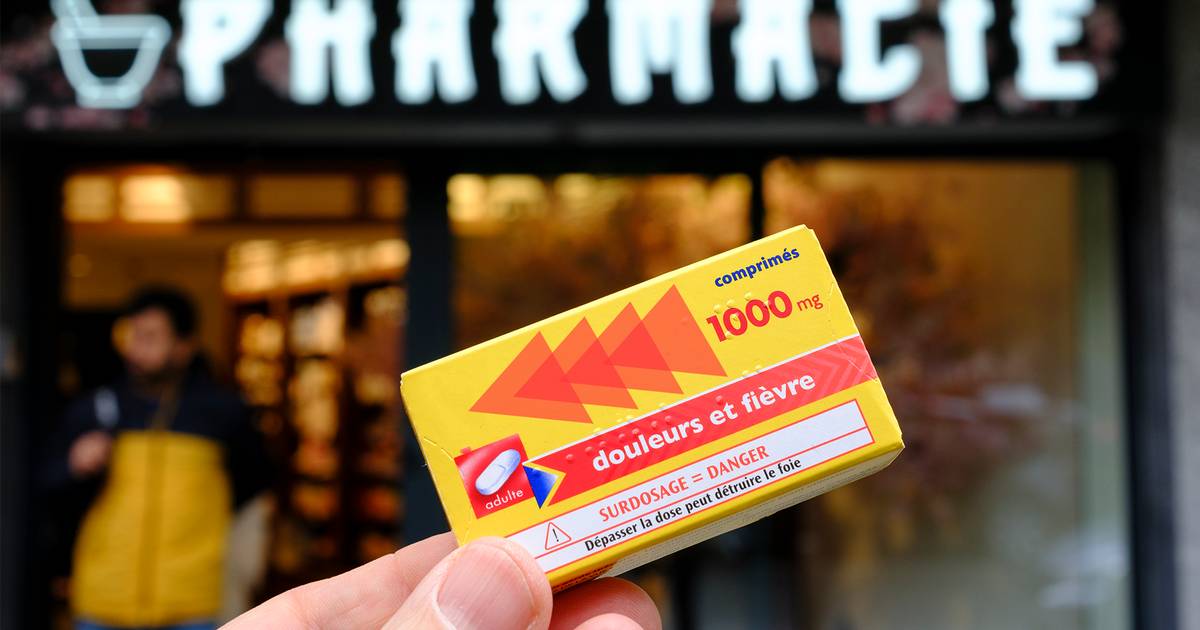 PHARMACIE
comprimés
1000 mg
douleurs et fièvre
adulte
SURDOSAGE = DANGER
Dépasser la dose peut détruire le foie